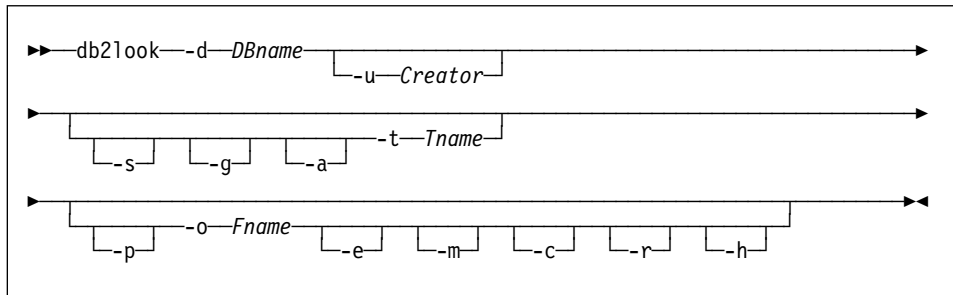 db2look -d DBname
-u Creator
-t Tname
-s -g -a
-o Fname
-p -e -m -c -r -h